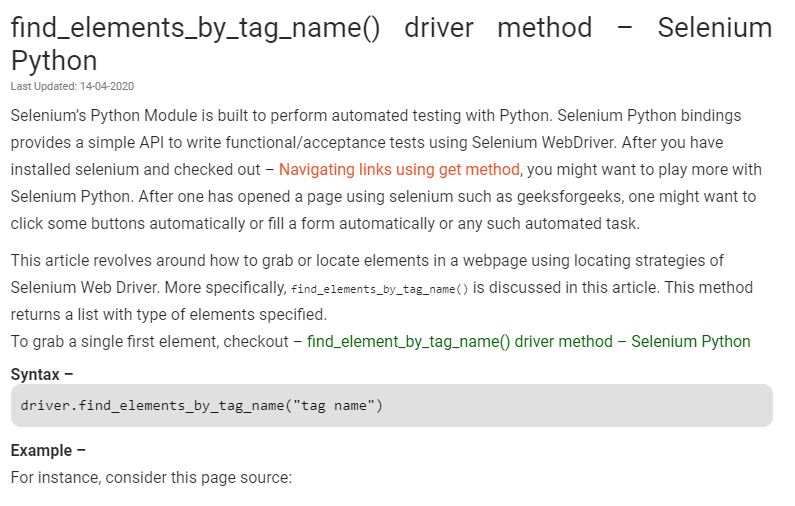 find_elements_by_tag_name() driver method – Selenium
Python
Last Updated: 14-04-2020
Selenium’s Python Module is built to perform automated testing with Python. Selenium Python bindings
provides a simple API to write functional/acceptance tests using Selenium WebDriver. After you have
installed selenium and checked out – Navigating links using get method, you might want to play more with
Selenium Python. After one has opened a page using selenium such as geeksforgeeks, one might want to
click some buttons automatically or fill a form automatically or any such automated task.
This article revolves around how to grab or locate elements in a webpage using locating strategies of
Selenium Web Driver. More specifically, find_elements_by_tag_name() is discussed in this article. This method
returns a list with type of elements specified.
To grab a single first element, checkout – find_element_by_tag_name() driver method – Selenium Python
Syntax –
driver.find_elements_by_tag_name("tag name")
Example –
For instance, consider this page source: